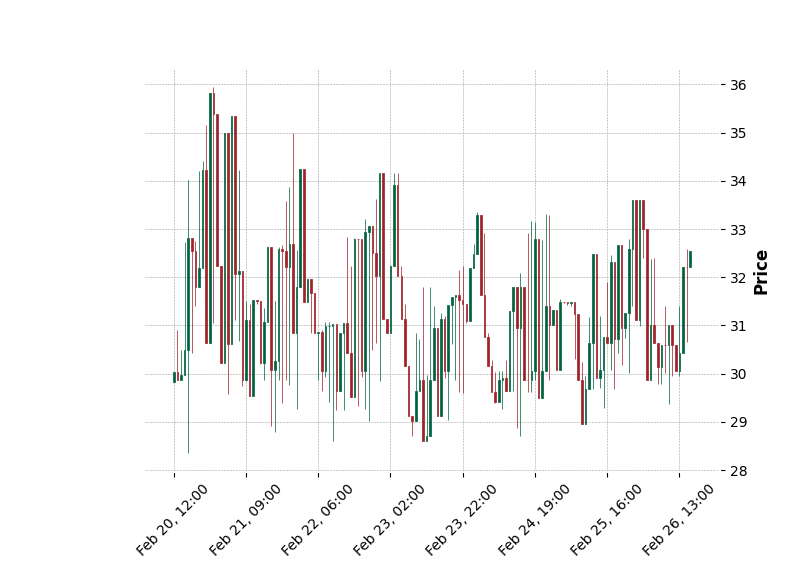 36
35
34
33
32
31
30
29
28
Price
Feb 20, 12:00
Feb 21, 09:00
Feb 22, 06:00
Feb 23, 02:00
Feb 23, 22:00
Feb 24, 19:00
Feb 25, 16:00
Feb 26, 13:00